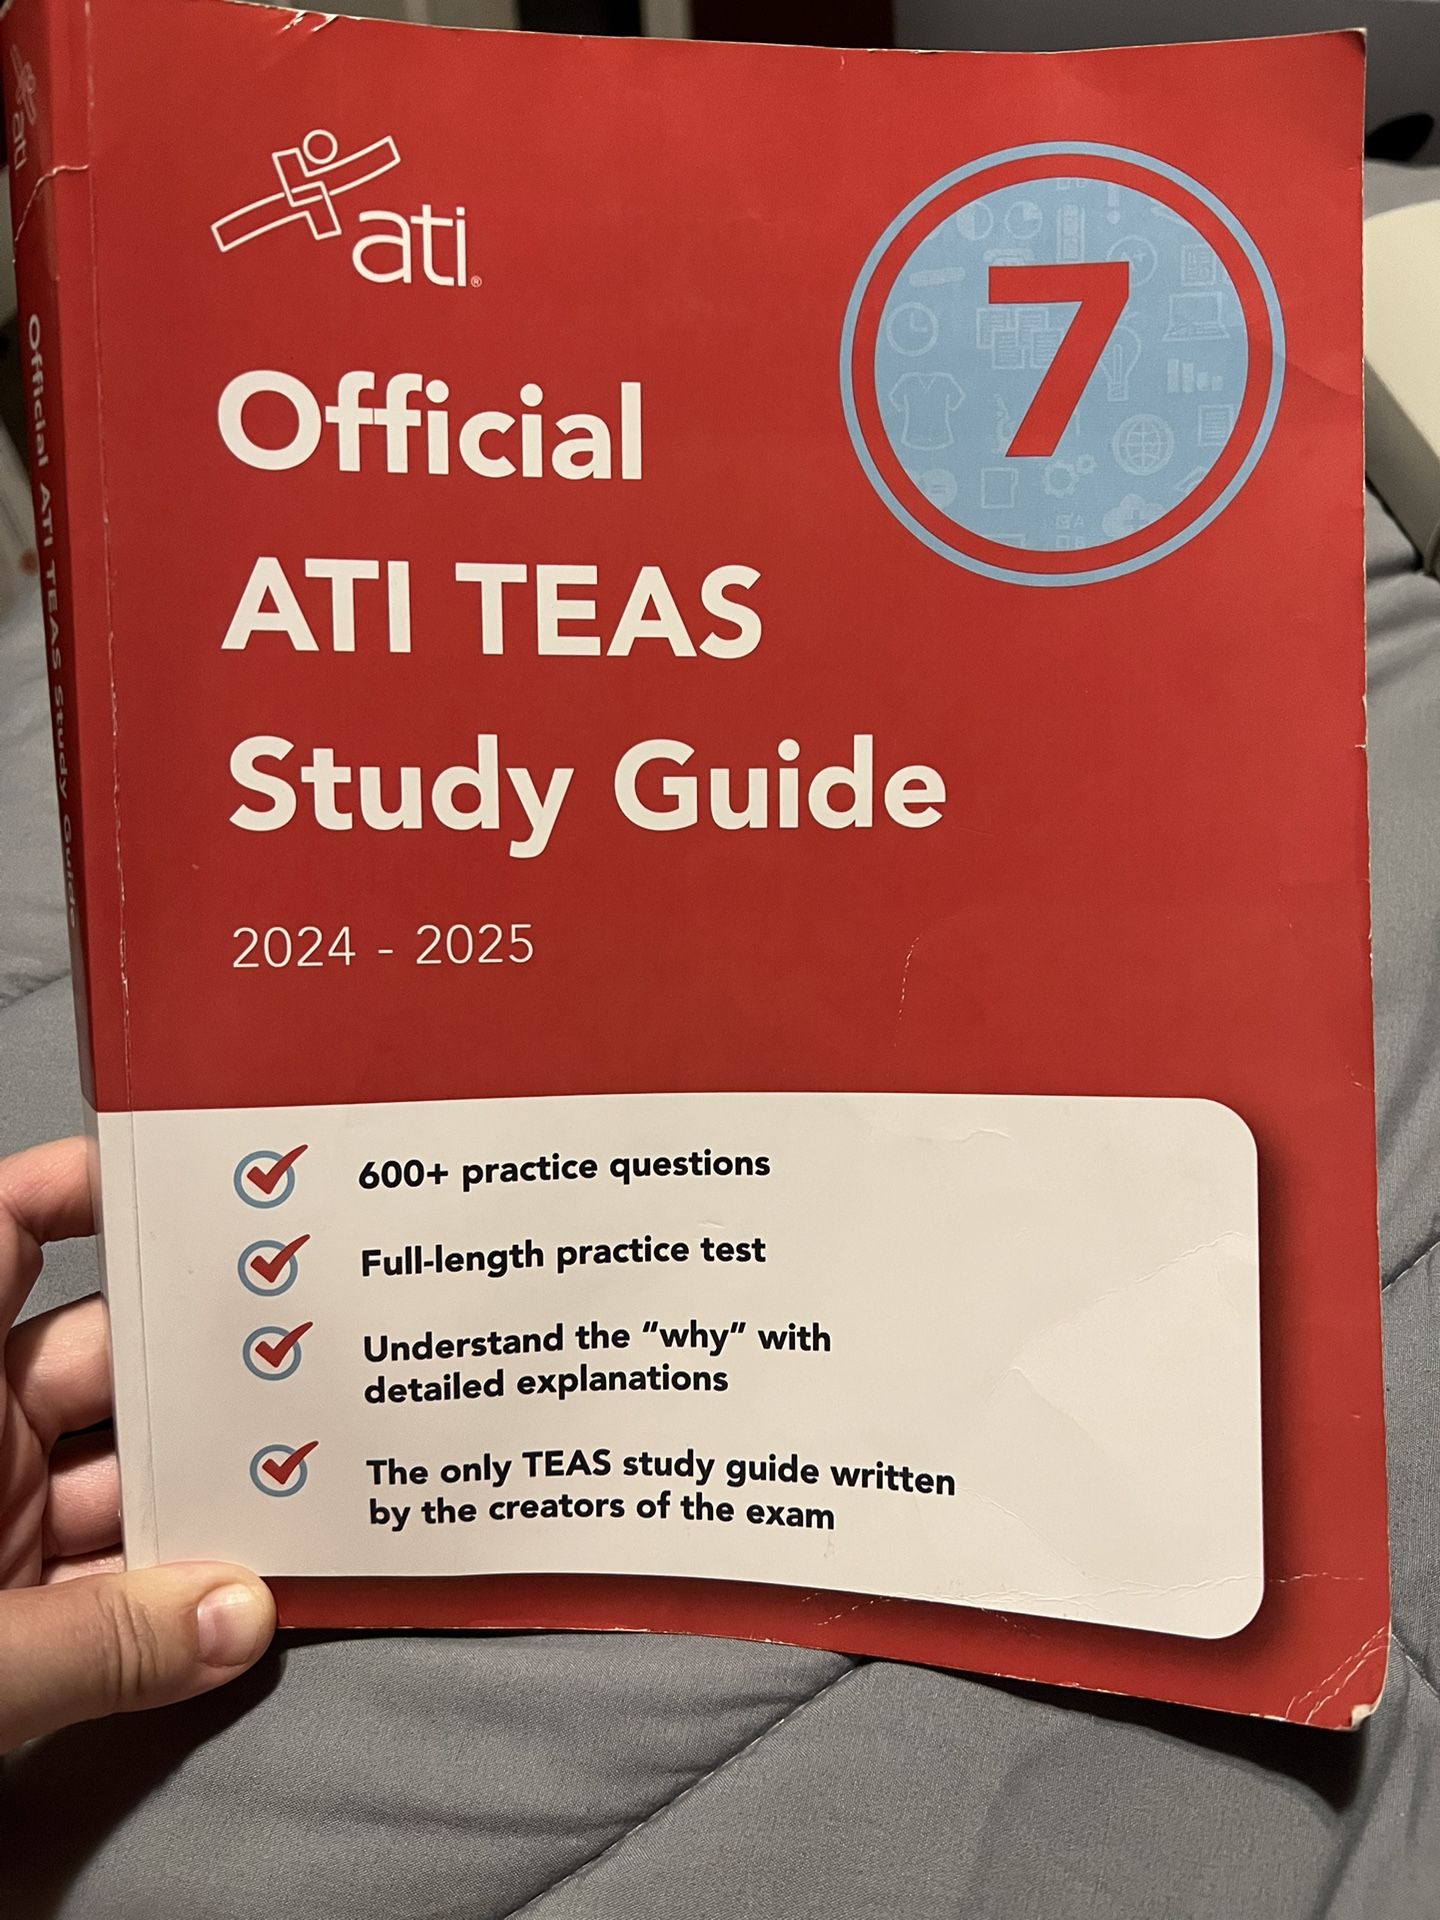 ati
Official ATI TEAS Study Guide
ati®
7
Official
ATI TEAS
Study Guide
2024 - 2025
600+ practice questions
Full-length practice test
Understand the “why” with
detailed explanations
The only TEAS study guide written
by the creators of the exam